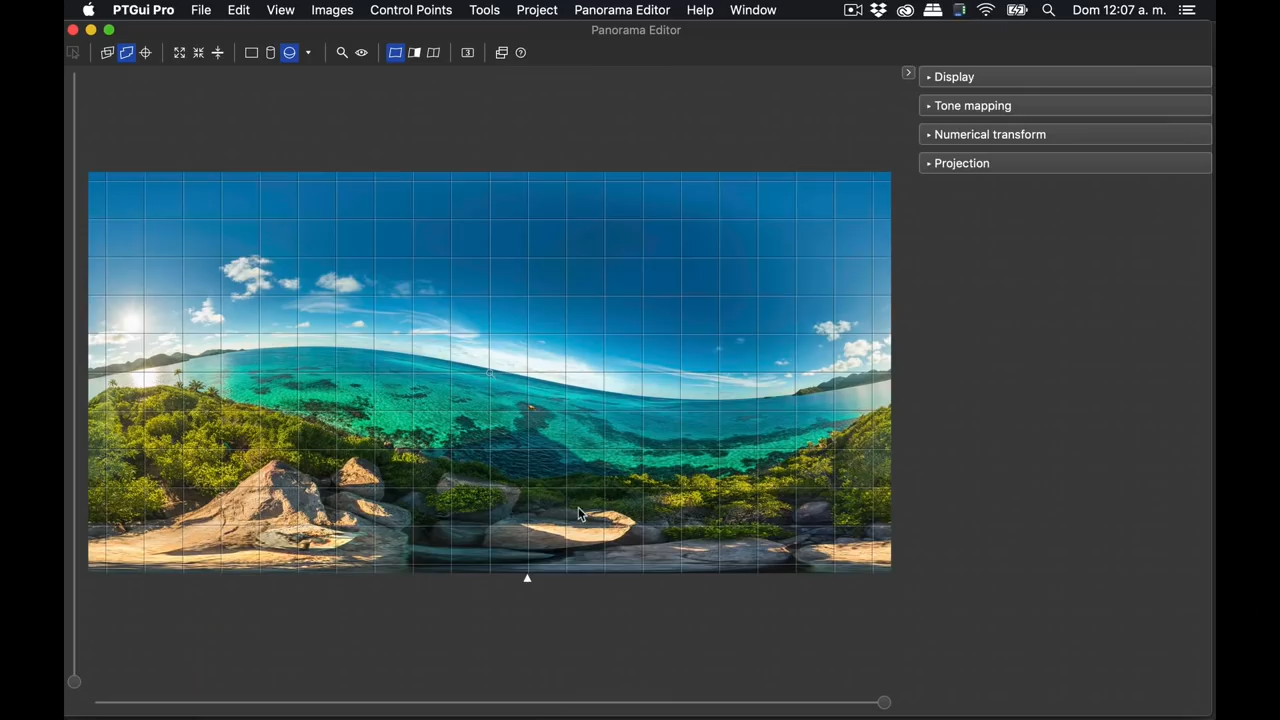 PTGui Pro File Edit View Images Control Points Tools Project Panorama Editor Help Window Dom 12:07 a. m.
Panorama Editor
Display
Tone mapping
Numerical transform
Projection